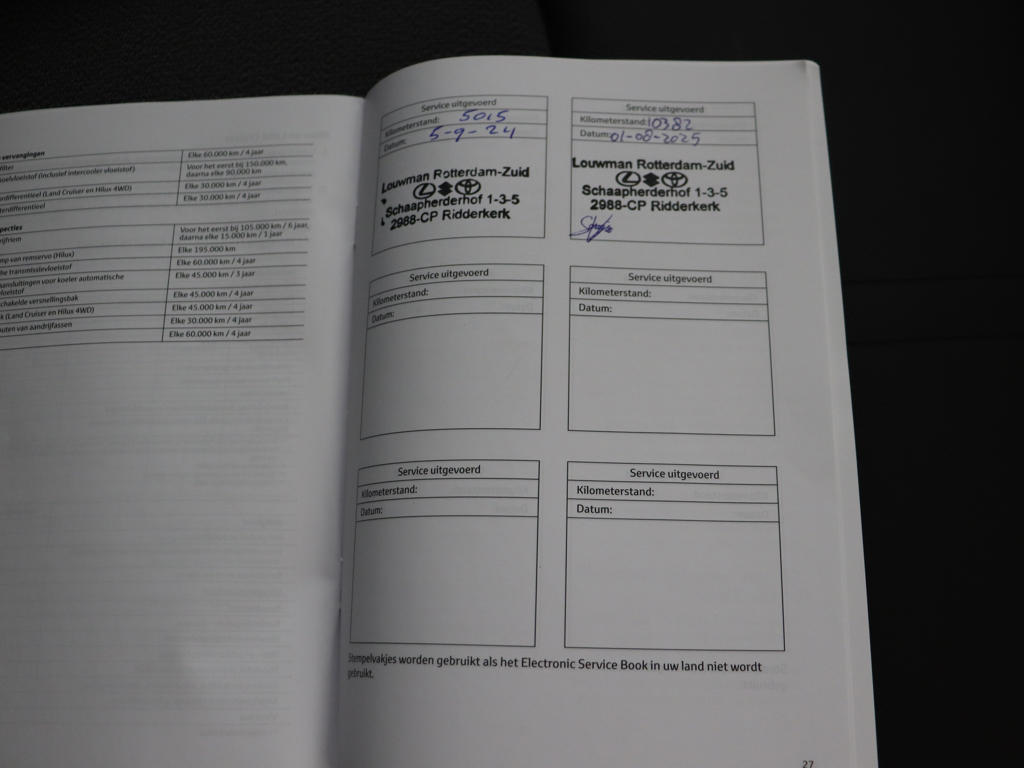 vervangingen
Elke 60.000 km / 4 jaar
koelvloeistof (inclusief intercooler vloeistof)
Voor het eerst bij 150.000 km,
daarna elke 90.000 km
(Land Cruiser en Hilux 4WD)
Elke 30.000 km / 4 jaar
Elke 30.000 km / 4 jaar
Voor het eerst bij 105.000 km / 6 jaar,
daarna elke 15.000 km / 1 jaar
van remservo (Hilux)
Elke 195.000 km
transmissievloeistof
Elke 60.000 km / 4 jaar
aansluitingen voor koeler automatische
Elke 45.000 km / 3 jaar
versnellingsbak
Elke 45.000 km / 4 jaar
(Land Cruiser en Hilux 4WD)
Elke 45.000 km / 4 jaar
Elke 30.000 km / 4 jaar
van aandrijfassen
Elke 60.000 km / 4 jaar
Service uitgevoerd
Kilometerstand: 5015
Datum: 5-9-24
Louwman Rotterdam-Zuid
Schaapherderhof 1-3-5
2988-CP Ridderkerk
Service uitgevoerd
Kilometerstand: 10382
Datum: 01-08-2025
Louwman Rotterdam-Zuid
Schaapherderhof 1-3-5
2988-CP Ridderkerk
Service uitgevoerd
Kilometerstand:
Datum:
Service uitgevoerd
Kilometerstand:
Datum:
Service uitgevoerd
Kilometerstand:
Datum:
Service uitgevoerd
Kilometerstand:
Datum:
Stempelvakjes worden gebruikt als het Electronic Service Book in uw land niet wordt
gebruikt.
27